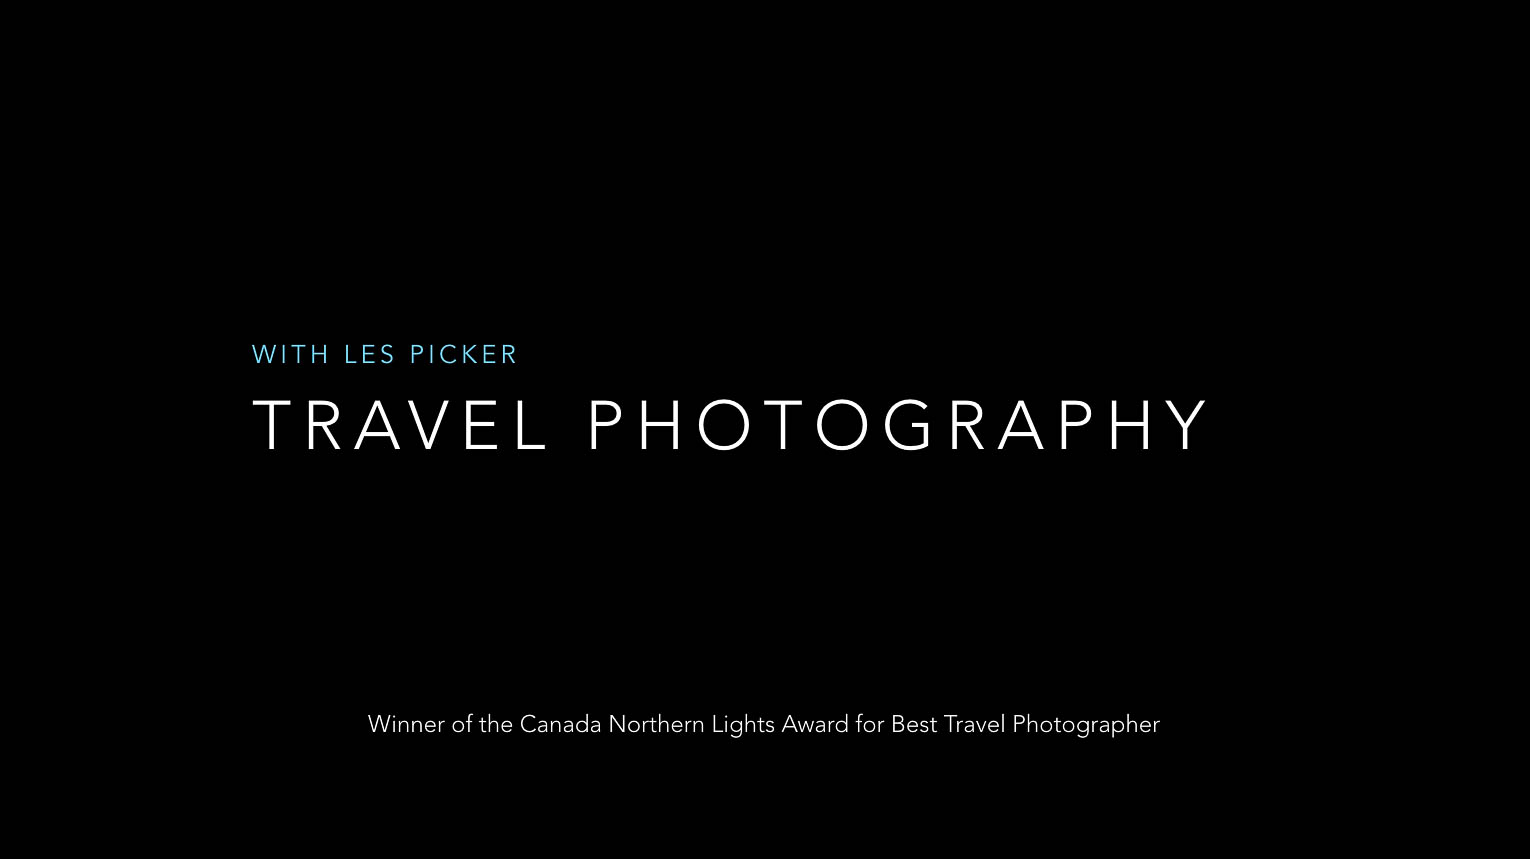 WITH LES PICKER
TRAVEL PHOTOGRAPHY
Winner of the Canada Northern Lights Award for Best Travel Photographer